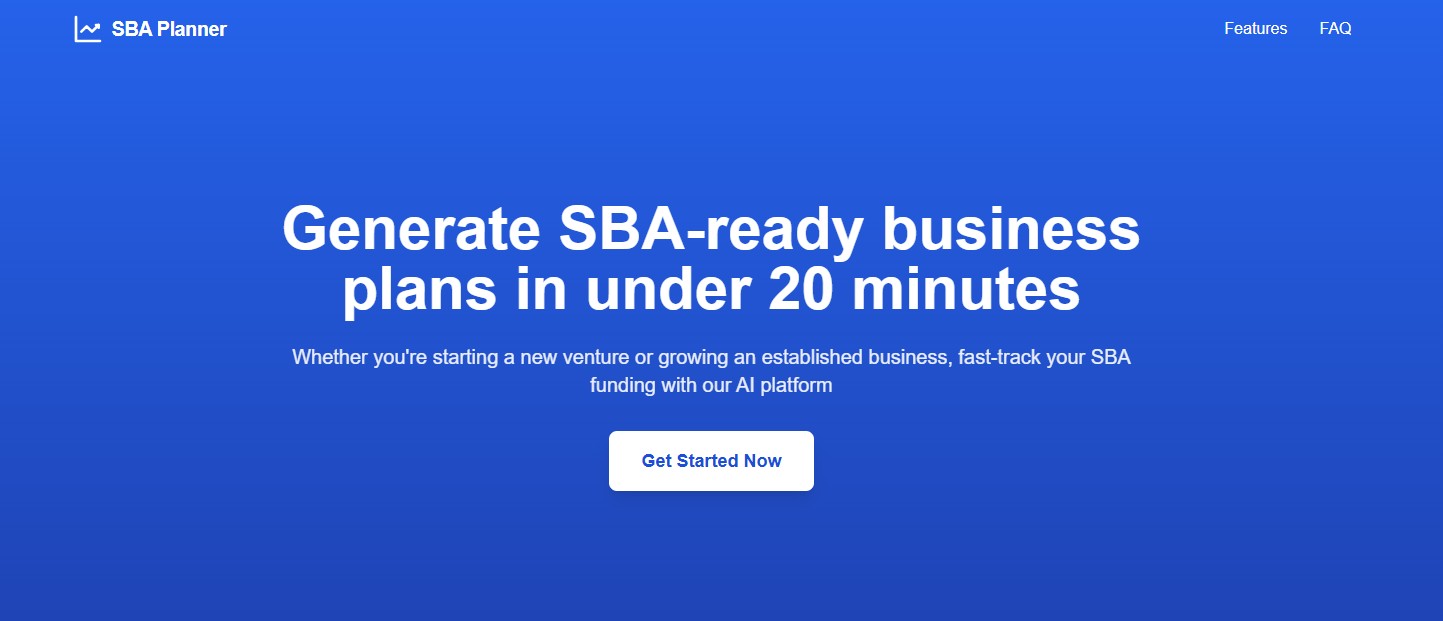 SBA Planner
Features
FAQ
Generate SBA-ready business
plans in under 20 minutes
Whether you're starting a new venture or growing an established business, fast-track your SBA
funding with our AI platform
Get Started Now